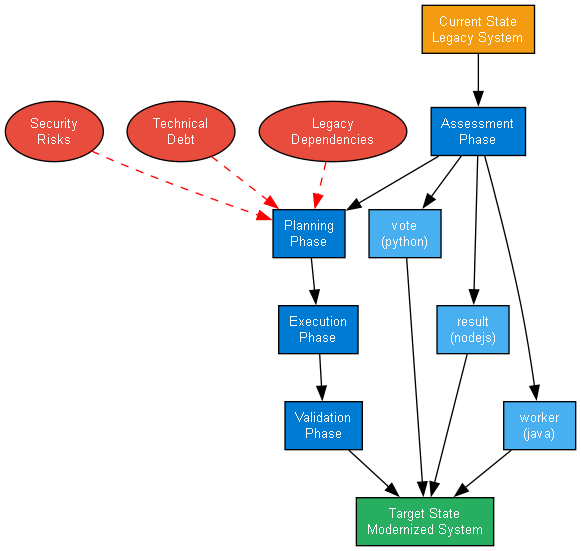 Current State
Legacy System
Security
Risks
Technical
Debt
Legacy
Dependencies
Assessment
Phase
Planning
Phase
vote
(python)
Execution
Phase
result
(nodejs)
Validation
Phase
worker
(java)
Target State
Modernized System